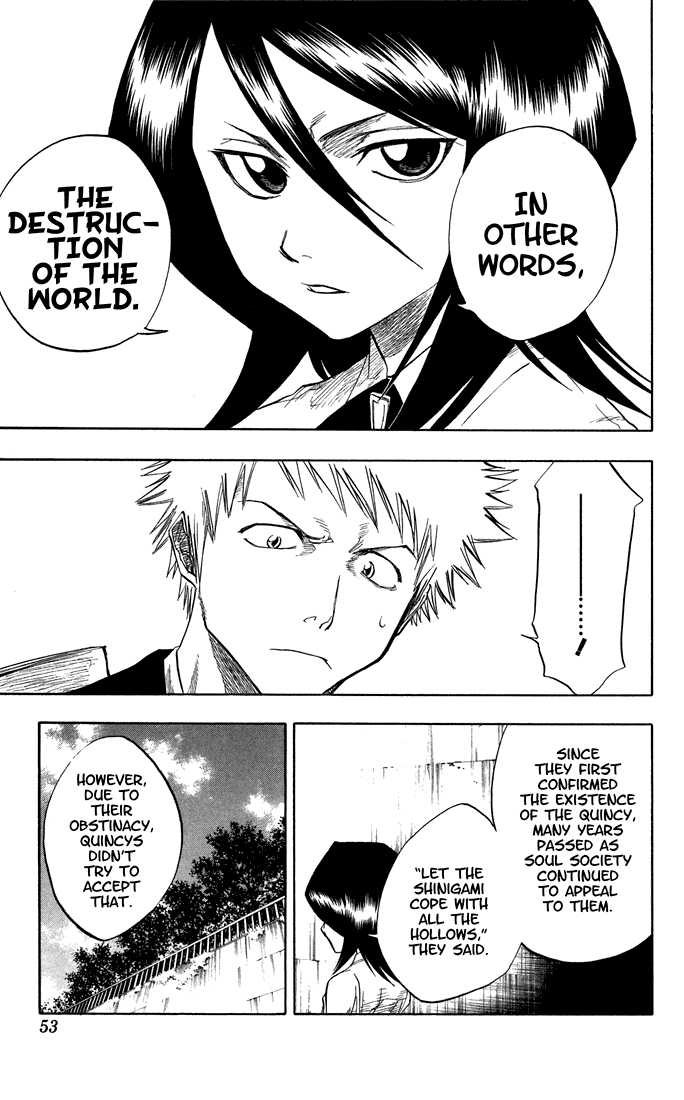 IN
OTHER
WORDS,
THE
DESTRUC-
TION
OF THE
WORLD.
SINCE
THEY FIRST
CONFIRMED
THE EXISTENCE
OF THE QUINCY,
MANY YEARS
PASSED AS
SOUL SOCIETY
CONTINUED
TO APPEAL
TO THEM.
"LET THE
SHINIGAMI
COPE WITH
ALL THE
HOLLOWS,"
THEY SAID.
HOWEVER,
DUE TO
THEIR
OBSTINACY,
QUINCYS
DIDN'T
TRY TO
ACCEPT
THAT.
53